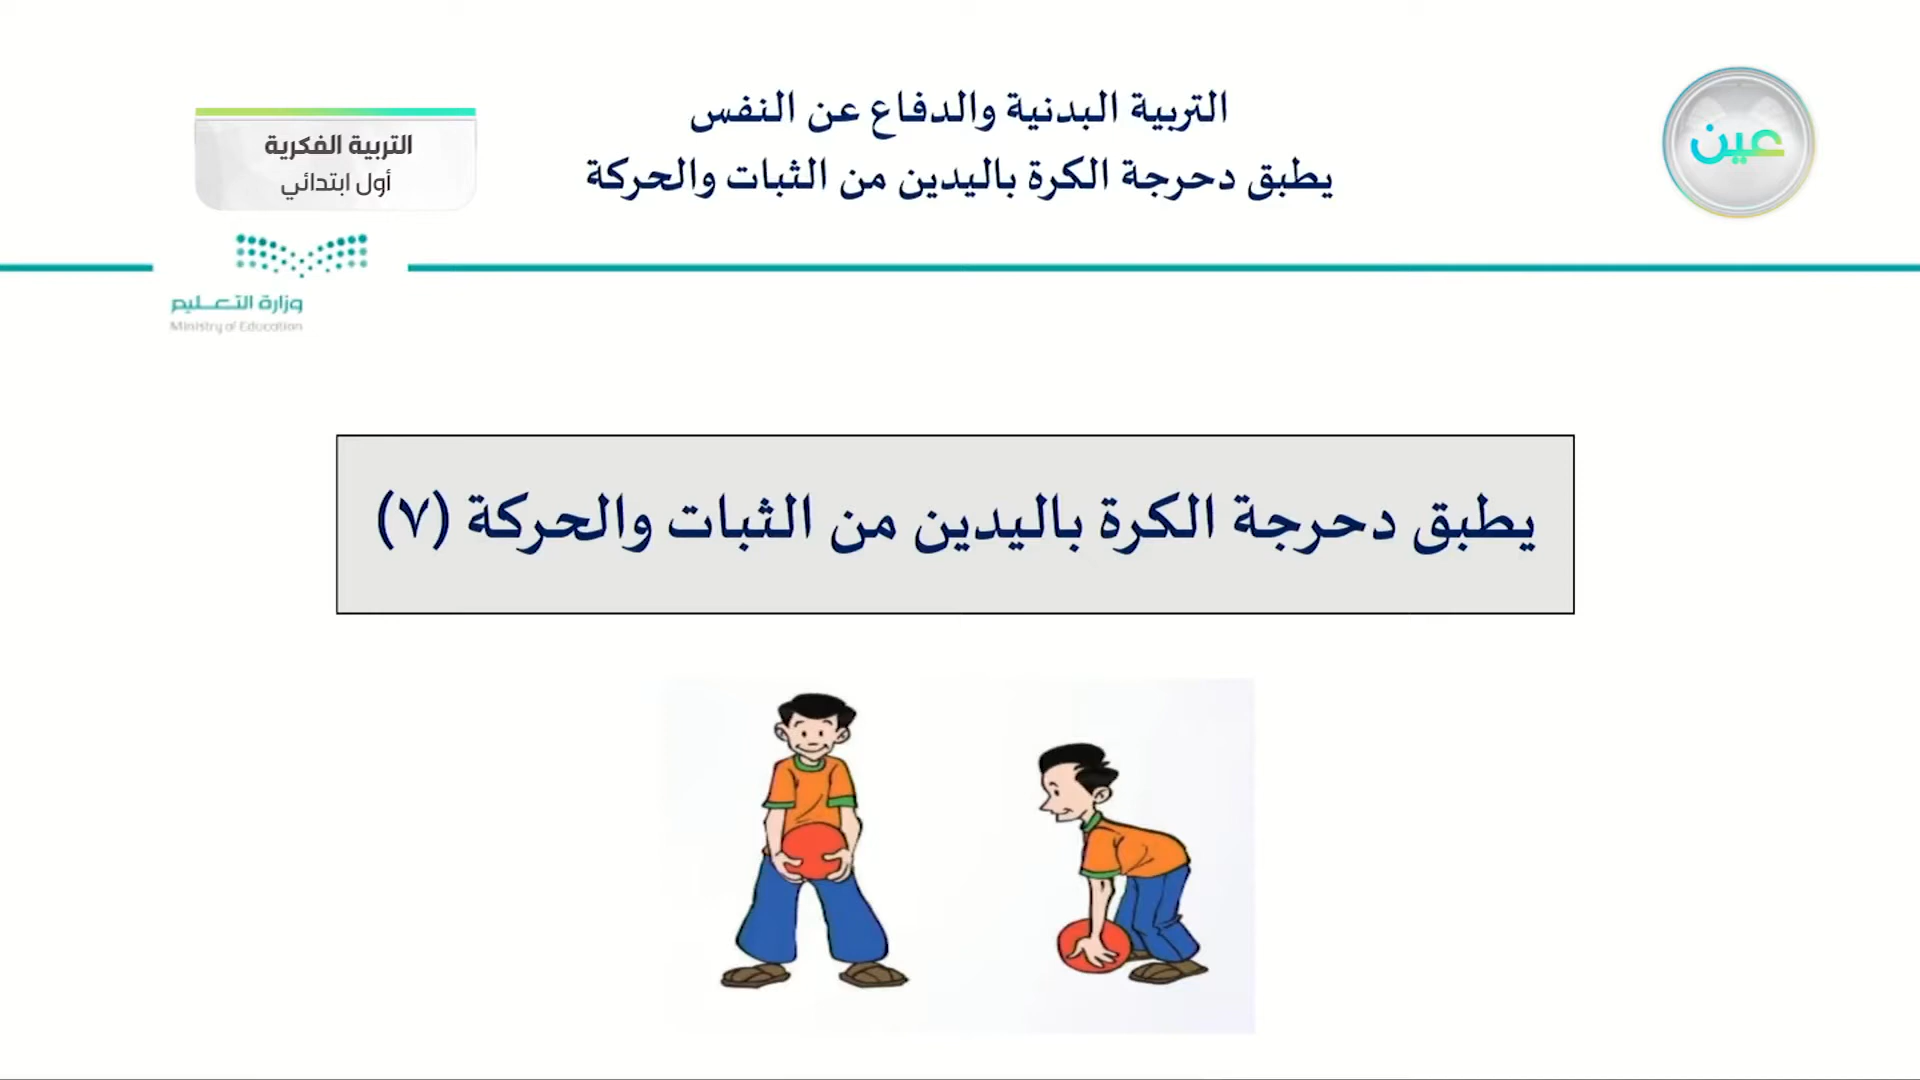 التربية البدنية والدفاع عن النفس
يطبق دحرجة الكرة باليدين من الثبات والحركة
عين
التربية الفكرية
أول ابتدائي
وزارة التعليم
Ministry of Education
يطبق دحرجة الكرة باليدين من الثبات والحركة (٧)